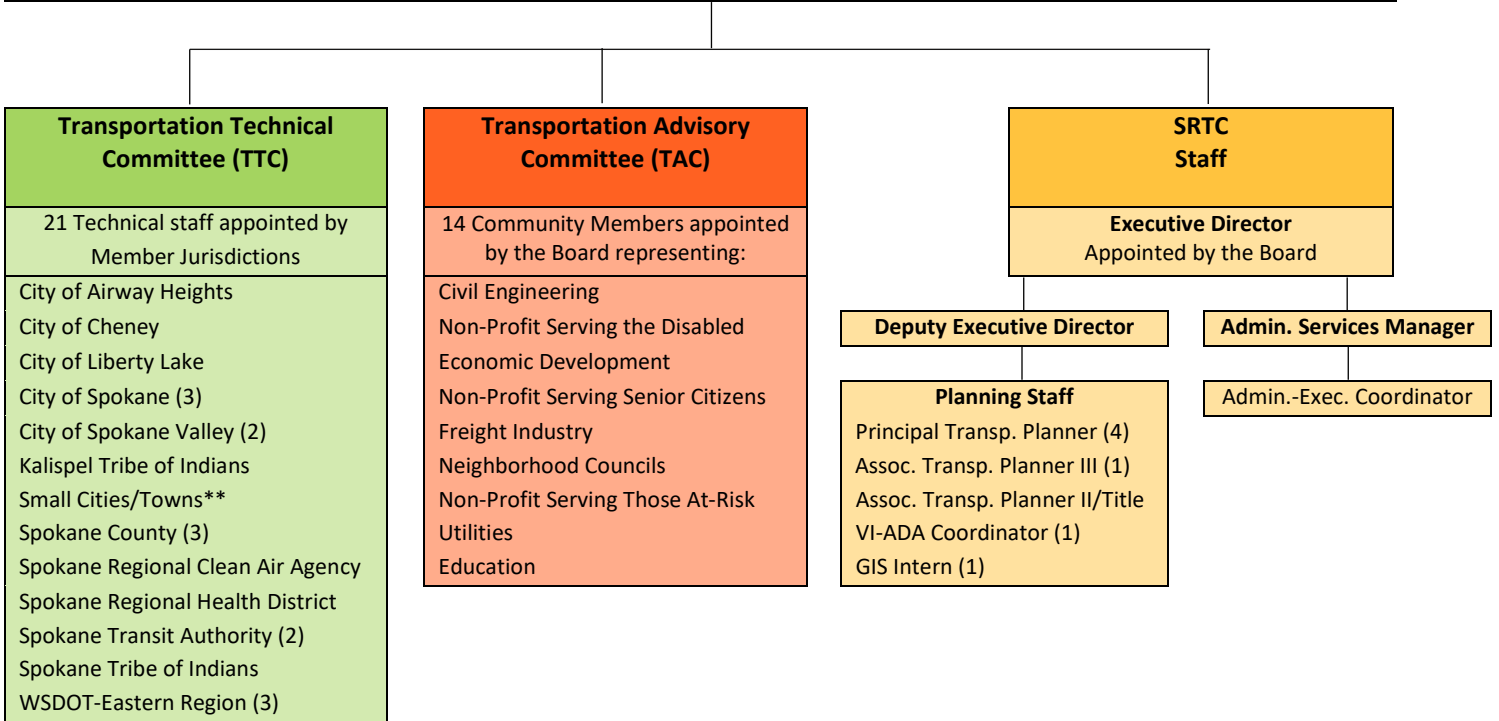 Transportation Technical
Committee (TTC)
21 Technical staff appointed by
Member Jurisdictions
City of Airway Heights
City of Cheney
City of Liberty Lake
City of Spokane (3)
City of Spokane Valley (2)
Kalispel Tribe of Indians
Small Cities/Towns**
Spokane County (3)
Spokane Regional Clean Air Agency
Spokane Regional Health District
Spokane Transit Authority (2)
Spokane Tribe of Indians
WSDOT-Eastern Region (3)
Transportation Advisory
Committee (TAC)
14 Community Members appointed
by the Board representing:
Civil Engineering
Non-Profit Serving the Disabled
Economic Development
Non-Profit Serving Senior Citizens
Freight Industry
Neighborhood Councils
Non-Profit Serving Those At-Risk
Utilities
Education
SRTC
Staff
Executive Director
Appointed by the Board
Deputy Executive Director
Planning Staff
Principal Transp. Planner (4)
Assoc. Transp. Planner III (1)
Assoc. Transp. Planner II/Title
VI-ADA Coordinator (1)
GIS Intern (1)
Admin. Services Manager
Admin.-Exec. Coordinator